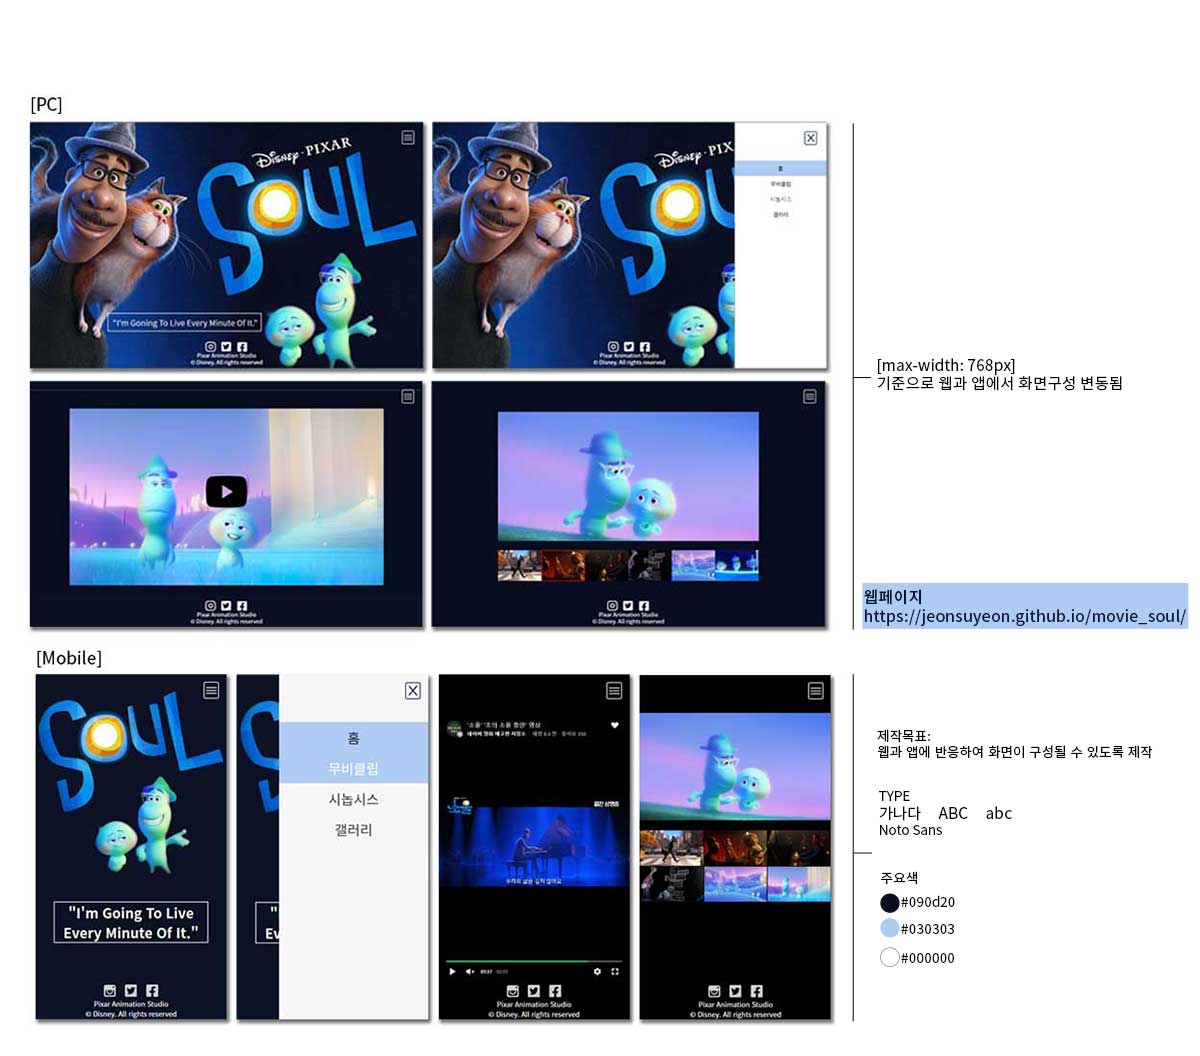 [PC]
DISNEY · PIXAR
SOUL
"I'm Goning To Live Every Minute Of It."
Pixar Animation Studio
© Disney. All rights reserved
DISNEY · PIX
SOUL
홈
무비클립
시놉시스
갤러리
Pixar Animation Studio
© Disney. All rights reserved
Pixar Animation Studio
© Disney. All rights reserved
Pixar Animation Studio
© Disney. All rights reserved
[max-width: 768px]
기준으로 웹과 앱에서 화면구성 변동됨
웹페이지
https://jeonsuyeon.github.io/movie_soul/
[Mobile]
SOUL
"I'm Going To Live
Every Minute Of It."
Pixar Animation Studio
© Disney. All rights reserved
"I
Ev
홈
무비클립
시놉시스
갤러리
'소울'
영상
Pixar Animation Studio
© Disney. All rights reserved
Pixar Animation Studio
© Disney. All rights reserved
제작목표:
웹과 앱에 반응하여 화면이 구성될 수 있도록 제작
TYPE
가나다 ABC abc
Noto Sans
주요색
#090d20
#030303
#000000